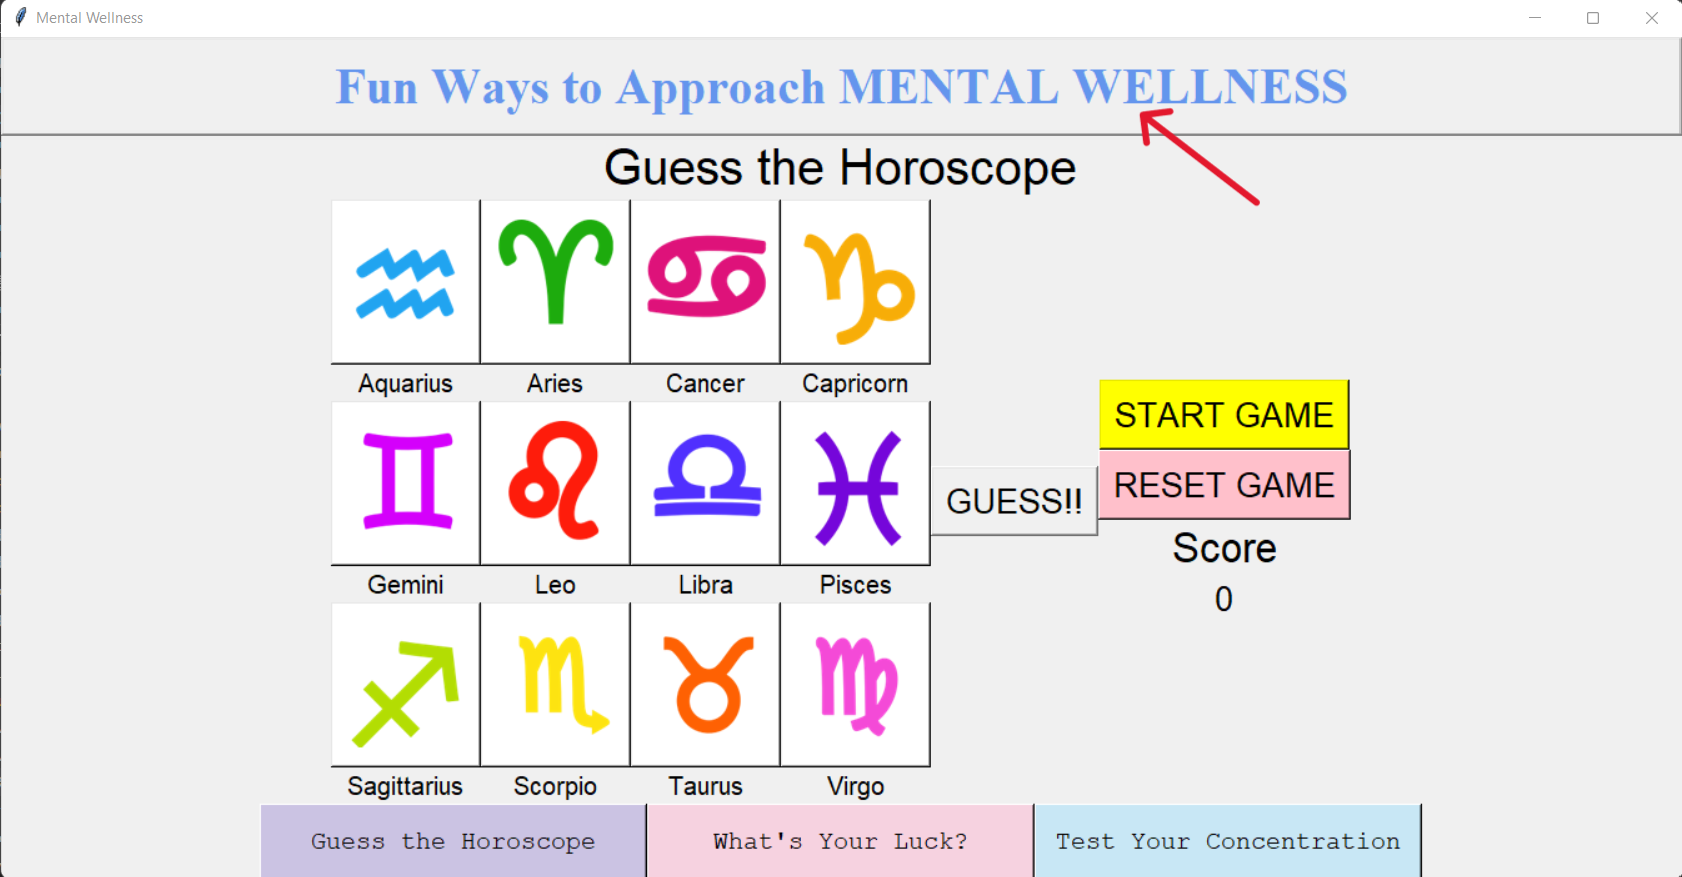 Mental Wellness
Fun Ways to Approach MENTAL WELLNESS
Guess the Horoscope
Aquarius Aries Cancer Capricorn
START GAME
Gemini Leo Libra Pisces
GUESS!!
RESET GAME
Score
0
Sagittarius Scorpio Taurus Virgo
Guess the Horoscope What's Your Luck? Test Your Concentration